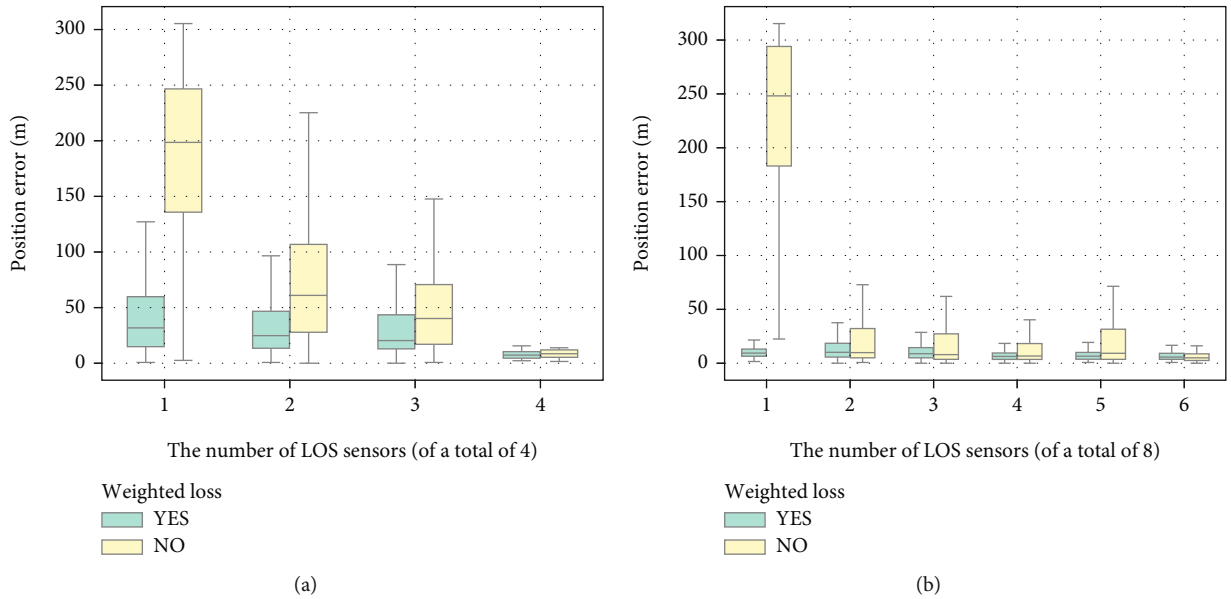 300
250
200
150
100
50
0
Position error (m)
1 2 3 4
The number of LOS sensors (of a total of 4)
Weighted loss
YES
NO
(a)
300
250
200
150
100
50
0
Position error (m)
1 2 3 4 5 6
The number of LOS sensors (of a total of 8)
Weighted loss
YES
NO
(b)